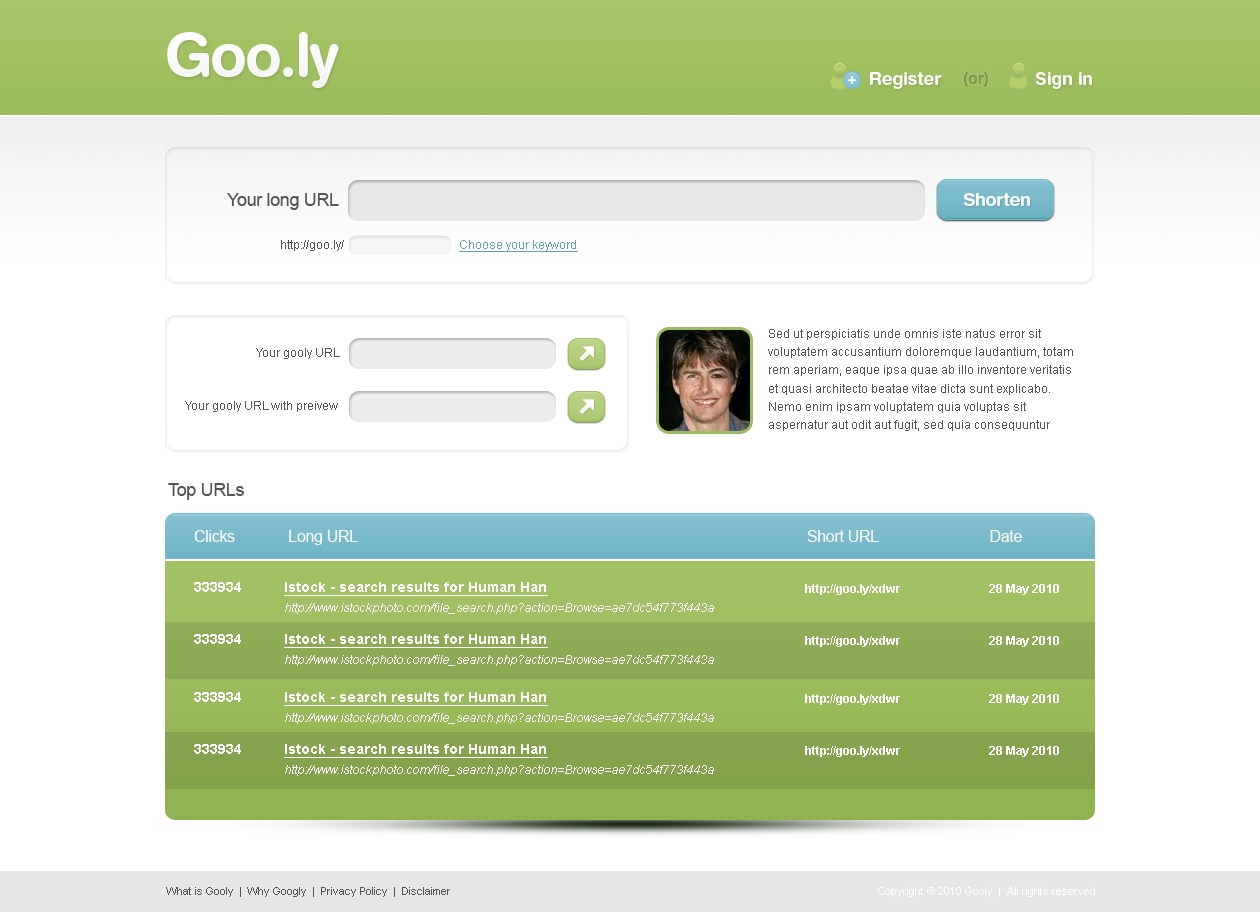 Goo.ly
Register (or) Sign in
Your long URL
Shorten
http://goo.ly/
Choose your keyword
Your gooly URL
Your gooly URL with preivew
Sed ut perspiciatis unde omnis iste natus error sit
voluptatem accusantium doloremque laudantium, totam
rem aperiam, eaque ipsa quae ab illo inventore veritatis
et quasi architecto beatae vitae dicta sunt explicabo.
Nemo enim ipsam voluptatem quia voluptas sit
aspernatur aut odit aut fugit, sed quia consequuntur
Top URLs
Clicks Long URL Short URL Date
333934 Istock - search results for Human Han http://goo.ly/xdwr 28 May 2010
http://www.istockphoto.com/file_search.php?action=Browse=ae7dc54f773f443a
333934 Istock - search results for Human Han http://goo.ly/xdwr 28 May 2010
http://www.istockphoto.com/file_search.php?action=Browse=ae7dc54f773f443a
333934 Istock - search results for Human Han http://goo.ly/xdwr 28 May 2010
http://www.istockphoto.com/file_search.php?action=Browse=ae7dc54f773f443a
333934 Istock - search results for Human Han http://goo.ly/xdwr 28 May 2010
http://www.istockphoto.com/file_search.php?action=Browse=ae7dc54f773f443a
What is Gooly | Why Googly | Privacy Policy | Disclaimer
Copyright © 2010 Gooly | All rights reserved